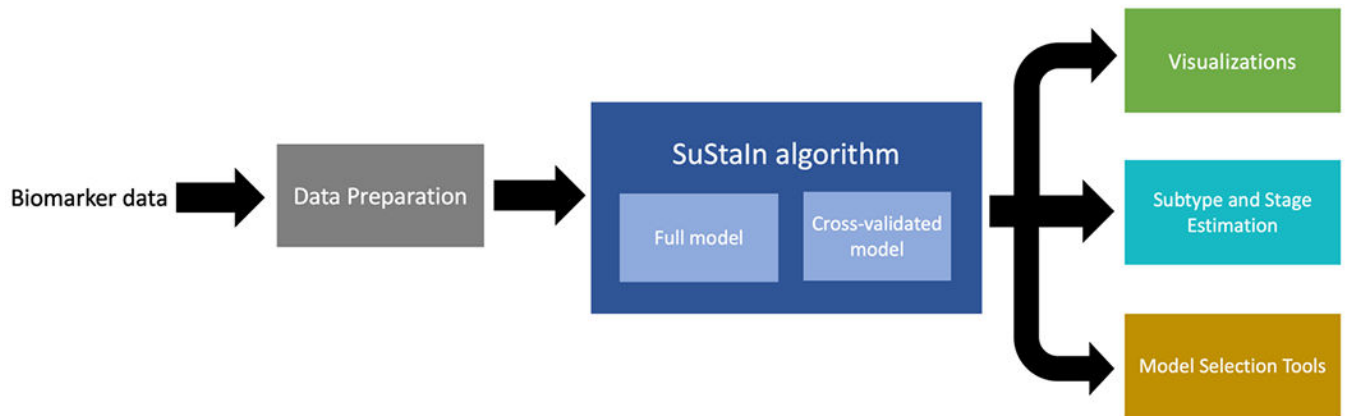 Biomarker data
Data Preparation
SuStaIn algorithm
Full model
Cross-validated
model
Visualizations
Subtype and Stage
Estimation
Model Selection Tools